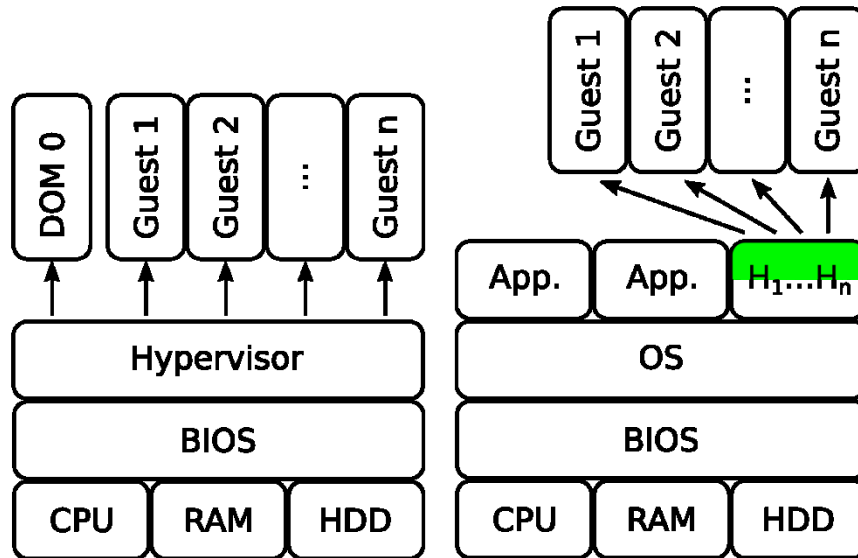 DOM 0
Guest 1
Guest 2
...
Guest n
Hypervisor
BIOS
CPU
RAM
HDD
Guest 1
Guest 2
...
Guest n
App.
App.
H₁...Hₙ
OS
BIOS
CPU
RAM
HDD